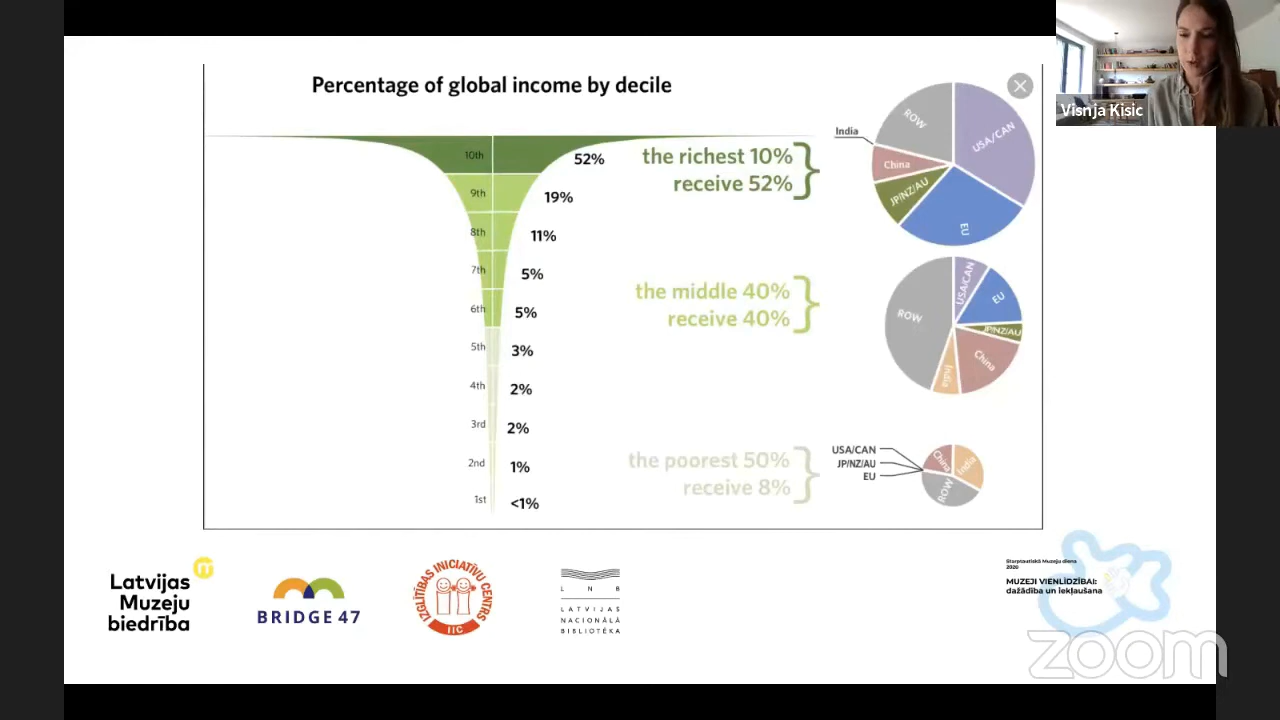 Percentage of global income by decile
Visnja Kisic
10th
52%
9th
19%
8th
11%
7th
5%
6th
5%
5th
3%
4th
2%
3rd
2%
2nd
1%
1st
<1%
the richest 10%
receive 52%
the middle 40%
receive 40%
the poorest 50%
receive 8%
India
ROW
USA/CAN
China
JP/NZ/AU
EU
USA/CAN
EU
ROW
JP/NZ/AU
China
India
USA/CAN
JP/NZ/AU
EU
China
India
ROW
Latvijas
Muzeju
biedrība
m
BRIDGE 47
IZGLĪTĪBAS INICIATĪVU CENTRS
IIC
L N B
LATVIJAS
NACIONĀLĀ
BIBLIOTĒKA
Starptautiskā Muzeju diena
2020
MUZEJI VIENLĪDZĪBAI:
dažādība un iekļaušana
zoom